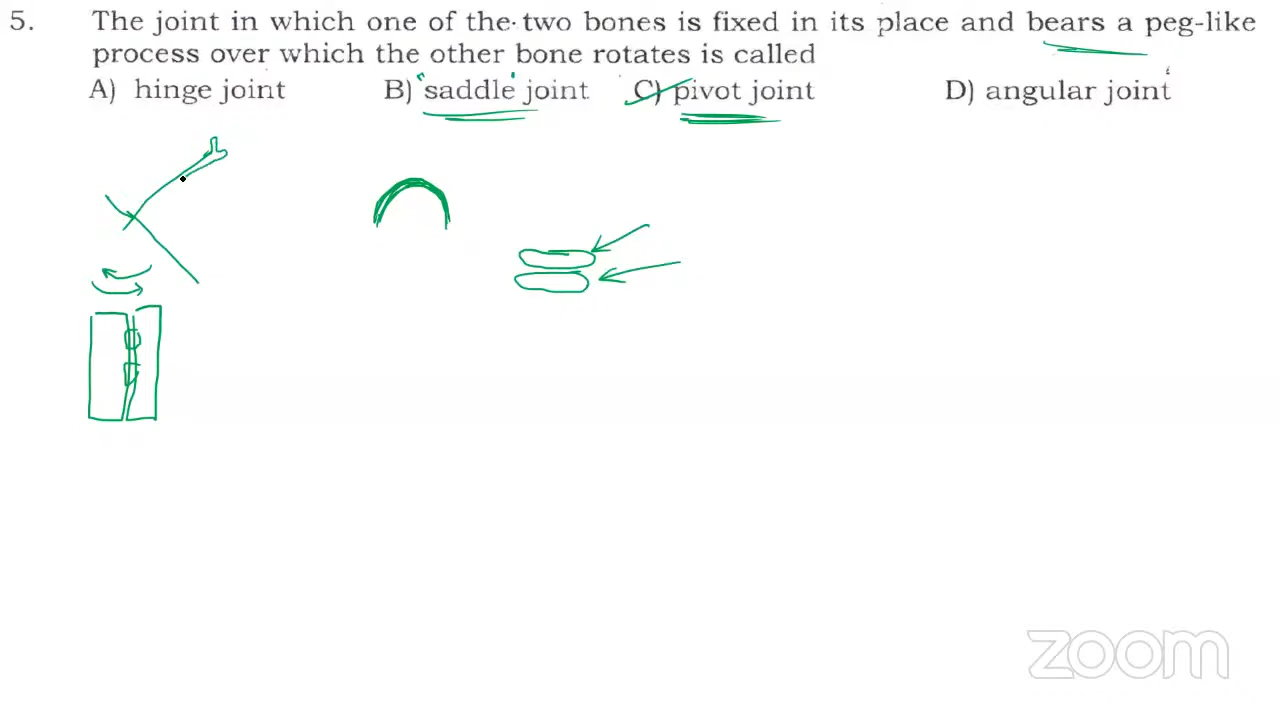 5. The joint in which one of the two bones is fixed in its place and bears a peg-like
process over which the other bone rotates is called
A) hinge joint B) 'saddle' joint C) pivot joint D) angular joint
zoom